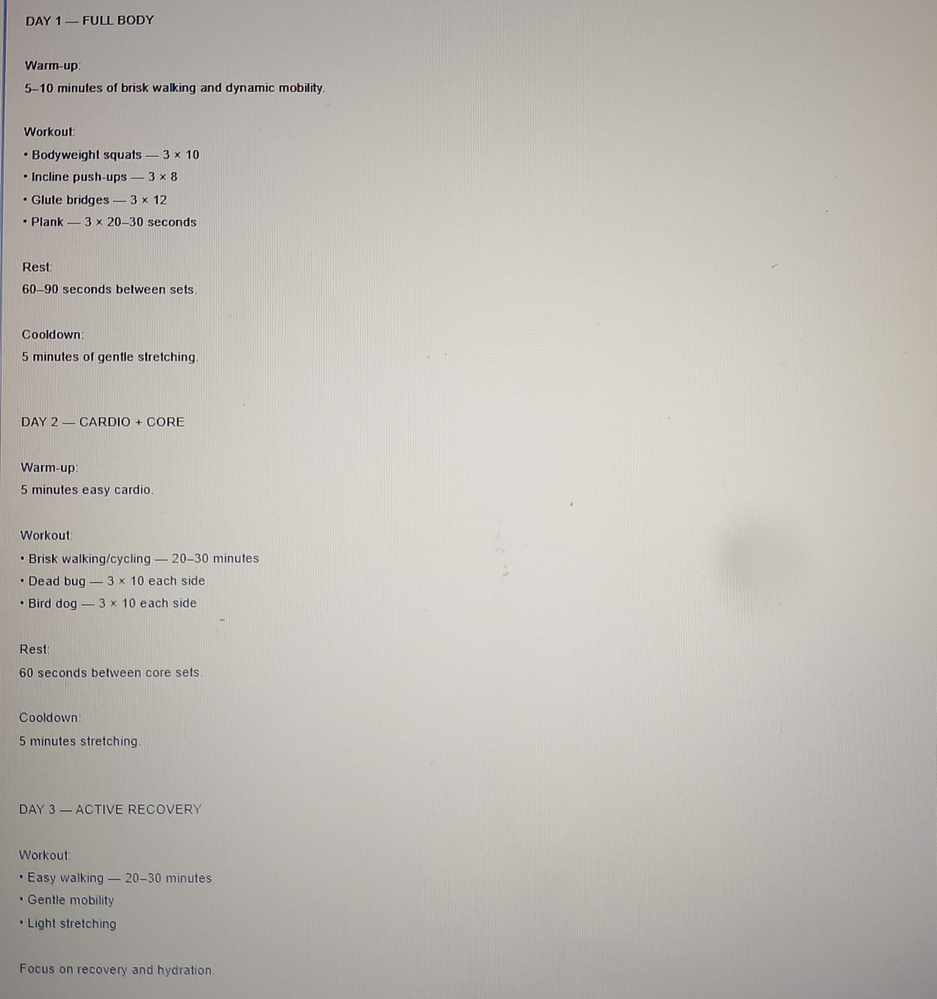 DAY 1 — FULL BODY
Warm-up:
5–10 minutes of brisk walking and dynamic mobility.
Workout:
• Bodyweight squats — 3 × 10
• Incline push-ups — 3 × 8
• Glute bridges — 3 × 12
• Plank — 3 × 20–30 seconds
Rest:
60–90 seconds between sets.
Cooldown:
5 minutes of gentle stretching.
DAY 2 — CARDIO + CORE
Warm-up:
5 minutes easy cardio.
Workout:
• Brisk walking/cycling — 20–30 minutes
• Dead bug — 3 × 10 each side
• Bird dog — 3 × 10 each side
Rest:
60 seconds between core sets.
Cooldown:
5 minutes stretching.
DAY 3 — ACTIVE RECOVERY
Workout:
• Easy walking — 20–30 minutes
• Gentle mobility
• Light stretching
Focus on recovery and hydration.